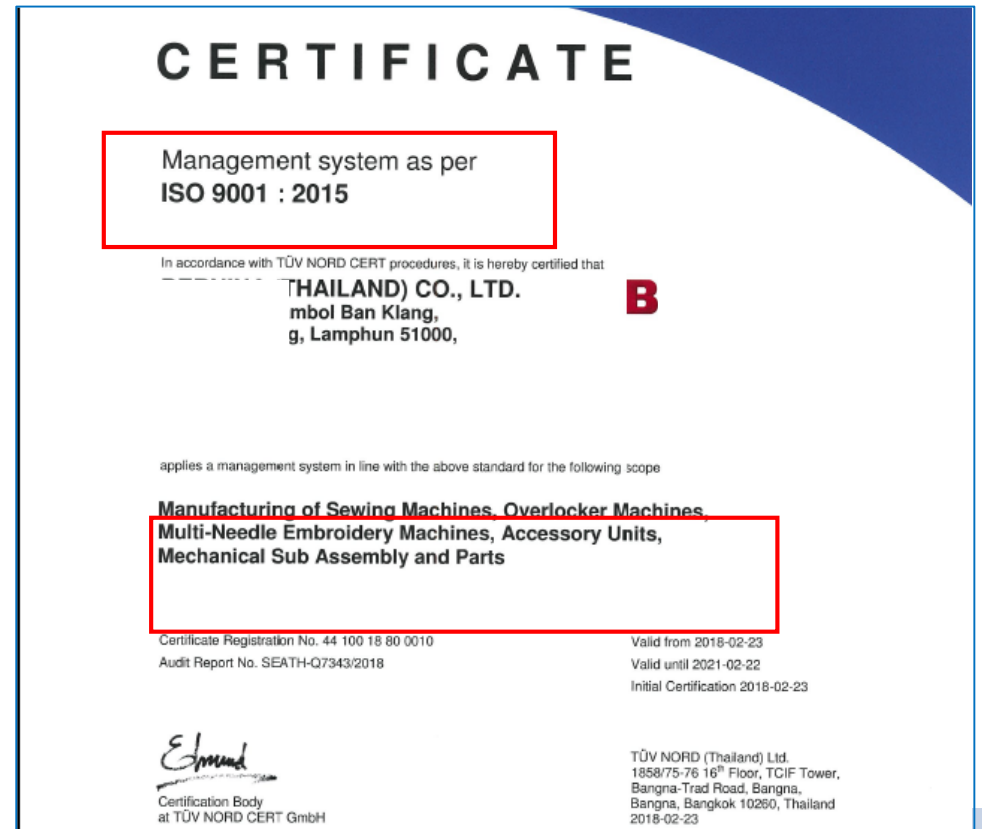 CERTIFICATE
Management system as per
ISO 9001 : 2015
In accordance with TÜV NORD CERT procedures, it is hereby certified that
THAILAND) CO., LTD.
B
mbol Ban Klang,
g, Lamphun 51000,
applies a management system in line with the above standard for the following scope
Manufacturing of Sewing Machines, Overlocker Machines,
Multi-Needle Embroidery Machines, Accessory Units,
Mechanical Sub Assembly and Parts
Certificate Registration No. 44 100 18 80 0010
Audit Report No. SEATH-Q7343/2018
Valid from 2018-02-23
Valid until 2021-02-22
Initial Certification 2018-02-23
Edmund
Certification Body
at TÜV NORD CERT GmbH
TÜV NORD (Thailand) Ltd.
1858/75-76 16th Floor, TCIF Tower,
Bangna-Trad Road, Bangna,
Bangna, Bangkok 10260, Thailand
2018-02-23